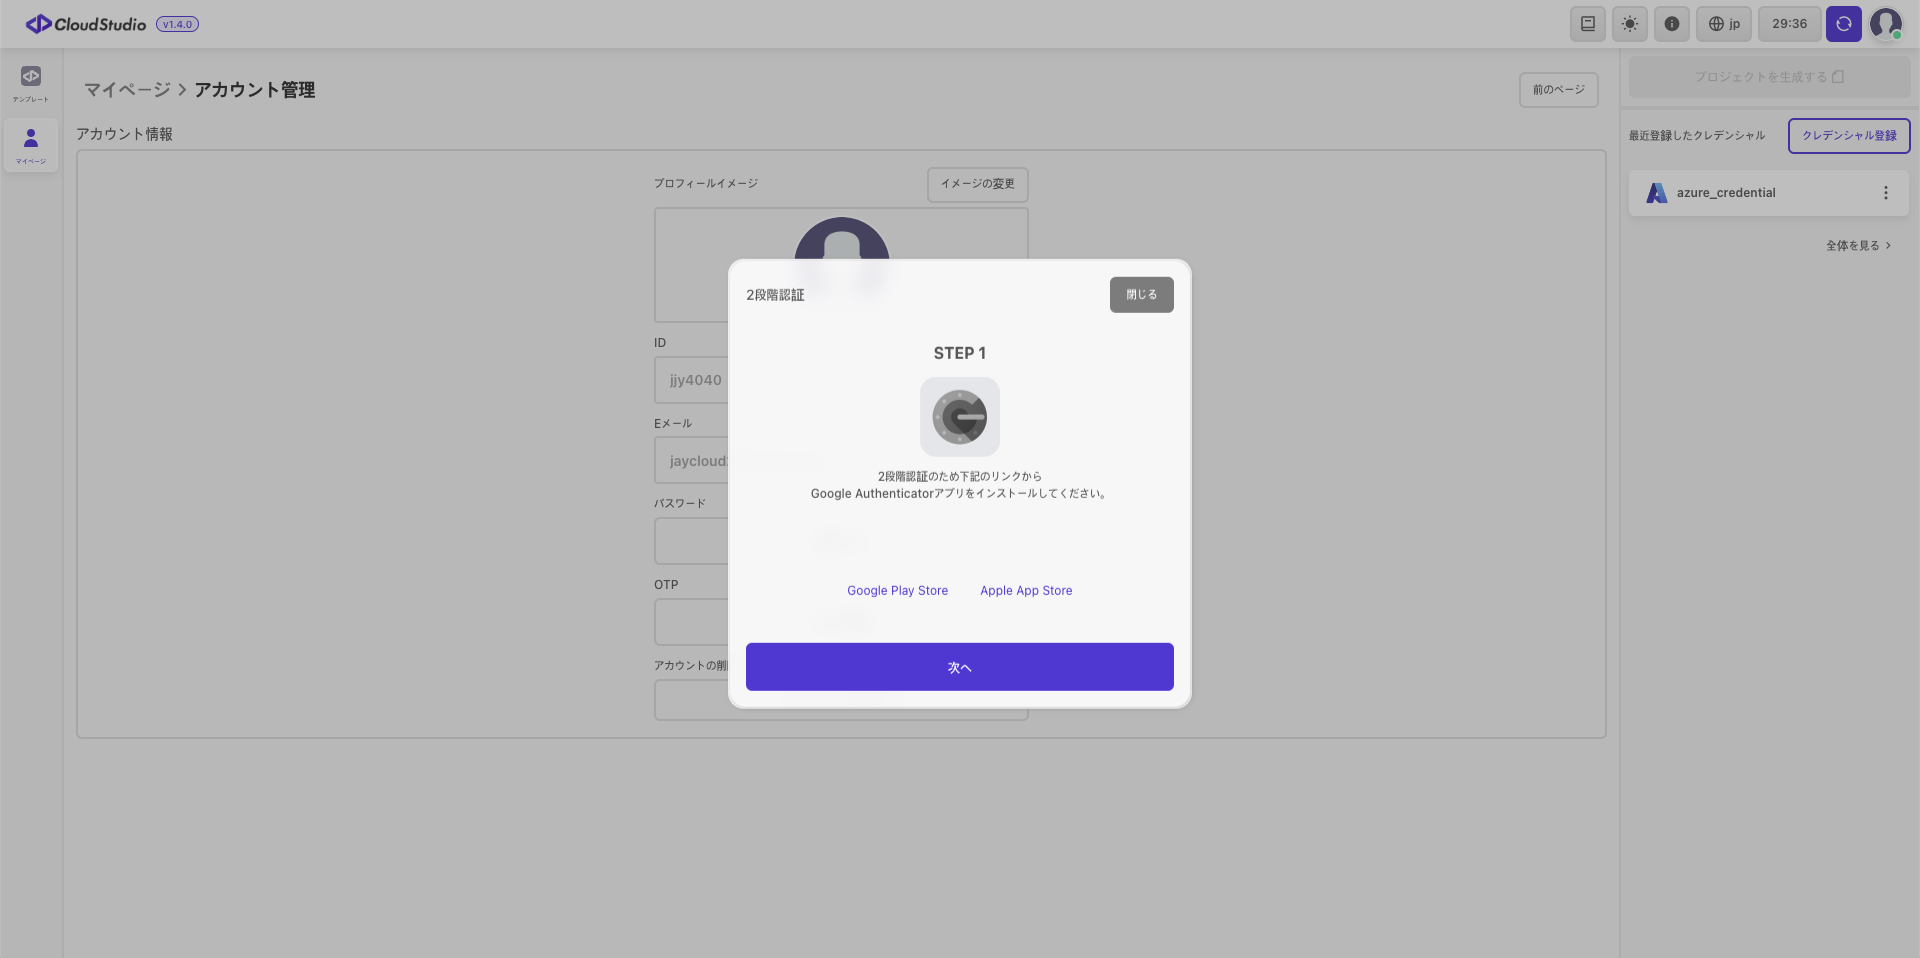 CloudStudio v1.4.0
jp
29:36
テンプレート
マイページ
マイページ > アカウント管理
前のページ
アカウント情報
プロフィールイメージ
イメージの変更
ID
jjy4040
Eメール
jaycloud
パスワード
OTP
アカウントの削
2段階認証
閉じる
STEP 1
2段階認証のため下記のリンクから
Google Authenticatorアプリをインストールしてください。
Google Play Store
Apple App Store
次へ
プロジェクトを生成する
最近登録したクレデンシャル
クレデンシャル登録
azure_credential
全体を見る >